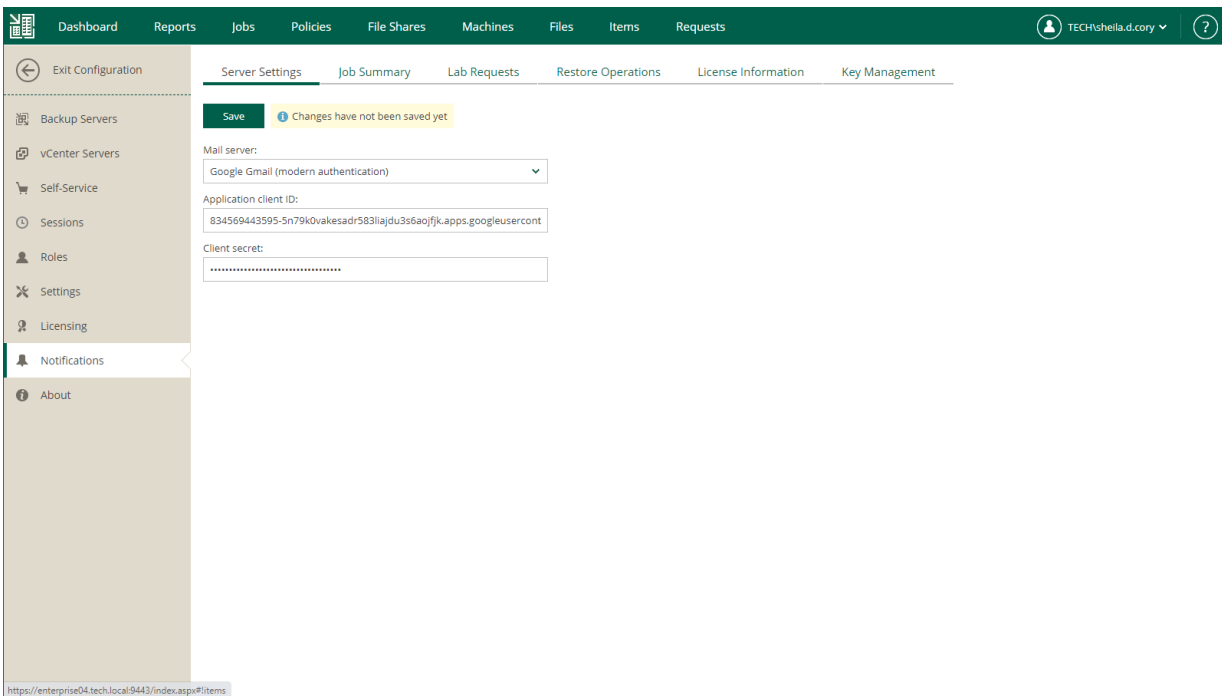 Dashboard Reports Jobs Policies File Shares Machines Files Items Requests TECH\sheila.d.cory ?
Exit Configuration
Backup Servers
vCenter Servers
Self-Service
Sessions
Roles
Settings
Licensing
Notifications
About
Server Settings Job Summary Lab Requests Restore Operations License Information Key Management
Save Changes have not been saved yet
Mail server:
Google Gmail (modern authentication)
Application client ID:
834569443595-5n79k0vakesadr583liajdu3s6aojfjk.apps.googleusercont
Client secret:
••••••••••••••••••••••••••••••••••
https://enterprise04.tech.local:9443/index.aspx#!items